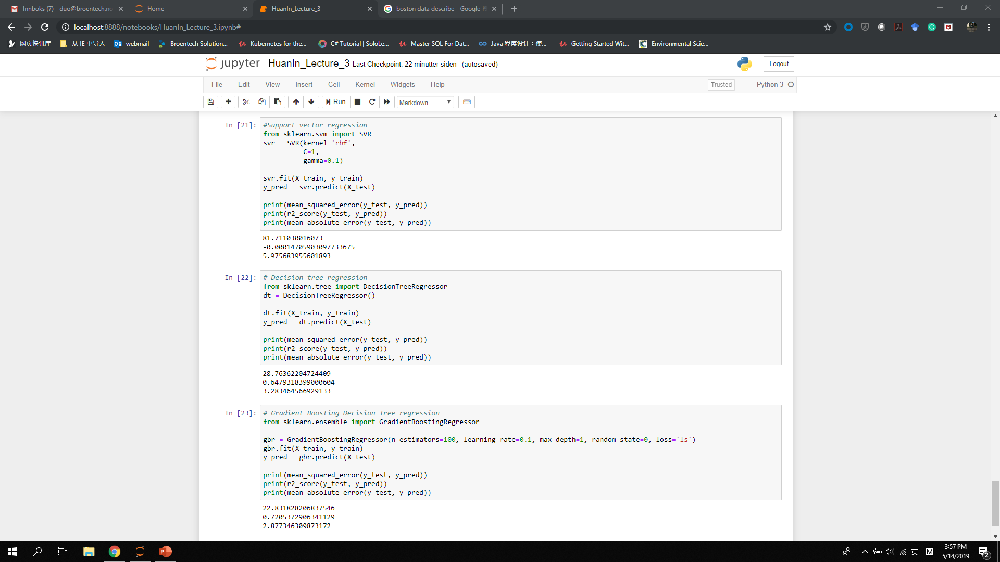 Innboks (7) - duo@broentech.no
Home
HuanIn_Lecture_3
boston data describe - Google
localhost:8888/notebooks/HuanIn_Lecture_3.ipynb#
网页快讯库
从 IE 中导入
webmail
Broentech Solution...
Kubernetes for the...
C# Tutorial | SoloLe...
Master SQL For Dat...
Java 程序设计：使...
Getting Started Wit...
Environmental Scie...
jupyter HuanIn_Lecture_3 Last Checkpoint: 22 minutter siden (autosaved)
Logout
File Edit View Insert Cell Kernel Widgets Help
Trusted
Python 3
Run
Markdown
In [21]: #Support vector regression
from sklearn.svm import SVR
svr = SVR(kernel='rbf',
C=1,
gamma=0.1)
svr.fit(X_train, y_train)
y_pred = svr.predict(X_test)
print(mean_squared_error(y_test, y_pred))
print(r2_score(y_test, y_pred))
print(mean_absolute_error(y_test, y_pred))
81.711030016073
-0.00014705903097733675
5.975683955601893
In [22]: # Decision tree regression
from sklearn.tree import DecisionTreeRegressor
dt = DecisionTreeRegressor()
dt.fit(X_train, y_train)
y_pred = dt.predict(X_test)
print(mean_squared_error(y_test, y_pred))
print(r2_score(y_test, y_pred))
print(mean_absolute_error(y_test, y_pred))
28.76362204724409
0.6479318399000604
3.283464566929133
In [23]: # Gradient Boosting Decision Tree regression
from sklearn.ensemble import GradientBoostingRegressor
gbr = GradientBoostingRegressor(n_estimators=100, learning_rate=0.1, max_depth=1, random_state=0, loss='ls')
gbr.fit(X_train, y_train)
y_pred = gbr.predict(X_test)
print(mean_squared_error(y_test, y_pred))
print(r2_score(y_test, y_pred))
print(mean_absolute_error(y_test, y_pred))
22.831828206837546
0.7205372906341129
2.877346309873172
英
M
3:57 PM
5/14/2019
2